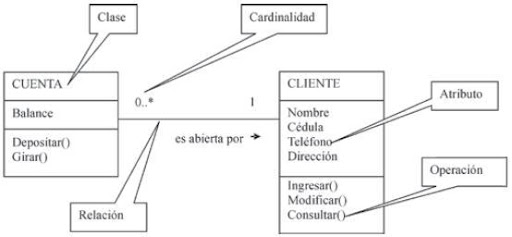 Clase
Cardinalidad
CUENTA
Balance
Depositar()
Girar()
0..*
1
es abierta por
CLIENTE
Nombre
Cédula
Teléfono
Dirección
Ingresar()
Modificar()
Consultar()
Atributo
Operación
Relación